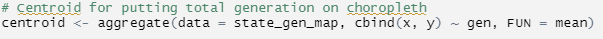 # Centroid for putting total generation on choropleth
centroid <- aggregate(data = state_gen_map, cbind(x, y) ~ gen, FUN = mean)